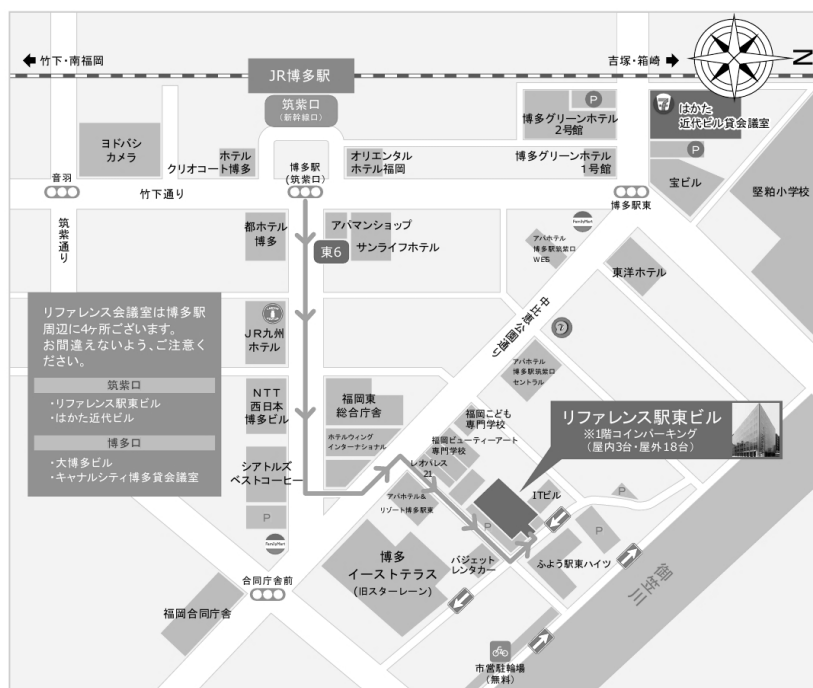 竹下・南福岡
吉塚・箱崎
N
JR博多駅
筑紫口
(新幹線口)
P
博多グリーンホテル
2号館
はかた
近代ビル貸会議室
ヨドバシ
カメラ
ホテル
クリオコート博多
博多駅
(筑紫口)
オリエンタル
ホテル福岡
博多グリーンホテル
1号館
P
宝ビル
堅粕小学校
音羽
竹下通り
博多駅東
筑紫通り
都ホテル
博多
アパマンショップ
東6
サンライフホテル
FamilyMart
アパホテル
博多駅筑紫口
WEST
東洋ホテル
中比恵公園通り
リファレンス会議室は博多駅
周辺に4ヶ所ございます。
お間違えないよう、ご注意く
ださい。
筑紫口
・リファレンス駅東ビル
・はかた近代ビル
博多口
・大博多ビル
・キャナルシティ博多貸会議室
JR九州
ホテル
7
アパホテル
博多駅筑紫口
セントラル
NTT
西日本
博多ビル
福岡東
総合庁舎
ホテルウィング
インターナショナル
福岡こども
専門学校
福岡ビューティーアート
専門学校
レオパレス
21
リファレンス駅東ビル
※1階コインパーキング
(屋内3台・屋外18台)
シアトルズ
ベストコーヒー
P
アパホテル&
リゾート博多駅東
P
ITビル
P
P
FamilyMart
博多
イーストテラス
(旧スターレーン)
バジェット
レンタカー
ふよう駅東ハイツ
御笠川
合同庁舎前
福岡合同庁舎
市営駐輪場
(無料)